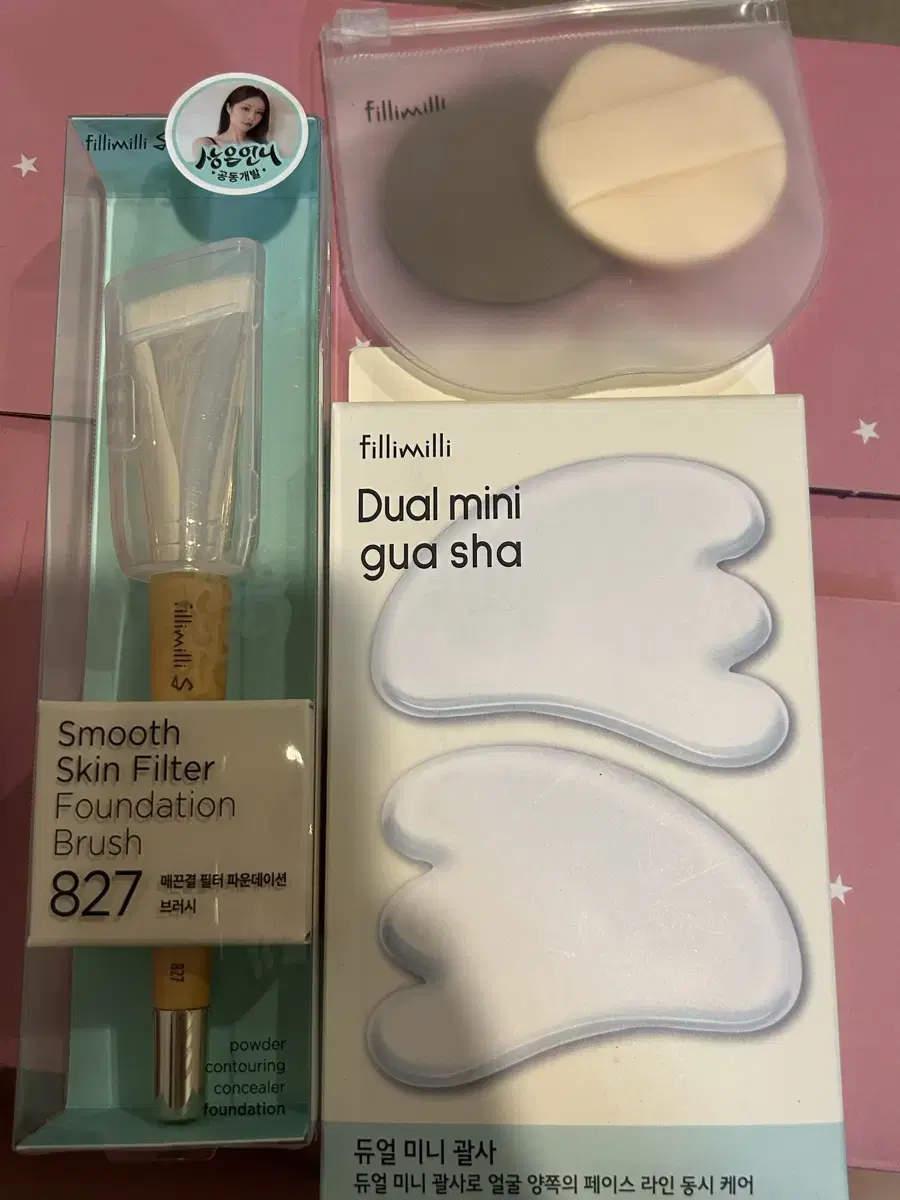 fillimilli S
상은언니
•공동개발•
fillimilli S
Smooth
Skin Filter
Foundation
Brush
827
매끈결 필터 파운데이션
브러시
827
powder
contouring
concealer
foundation
fillimilli
fillimilli
Dual mini
gua sha
듀얼 미니 괄사
듀얼 미니 괄사로 얼굴 양쪽의 페이스 라인 동시 케어